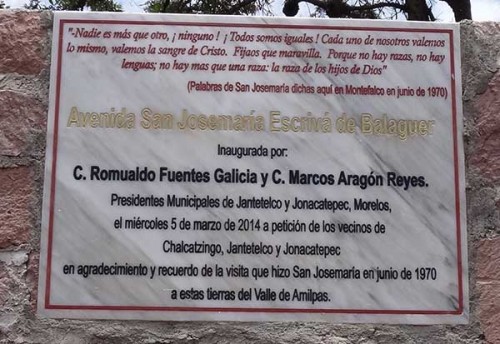 "-Nadie es más que otro, ¡ ninguno! ¡ Todos somos iguales! Cada uno de nosotros valemos
lo mismo, valemos la sangre de Cristo. Fijaos que maravilla. Porque no hay razas, no hay
lenguas; no hay mas que una raza: la raza de los hijos de Dios"
(Palabras de San Josemaría dichas aquí en Montefalco en junio de 1970)
Avenida San Josemaría Escrivá de Balaguer
Inaugurada por:
C. Romualdo Fuentes Galicia y C. Marcos Aragón Reyes.
Presidentes Municipales de Jantetelco y Jonacatepec, Morelos,
el miércoles 5 de marzo de 2014 a petición de los vecinos de
Chalcatzingo, Jantetelco y Jonacatepec
en agradecimiento y recuerdo de la visita que hizo San Josemaría en junio de 1970
a estas tierras del Valle de Amilpas.